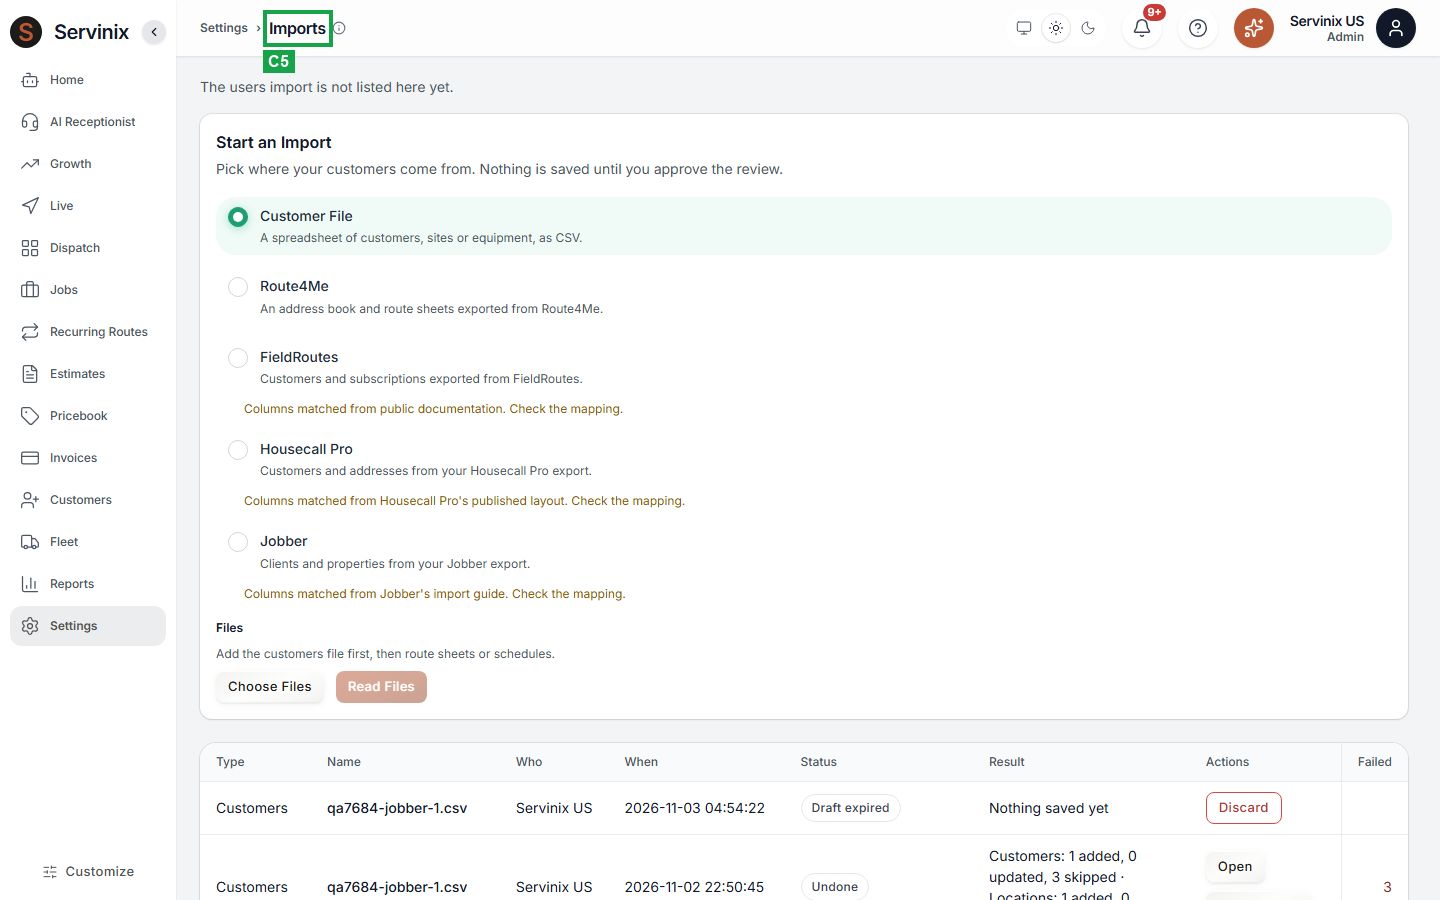 Servinix
Home
AI Receptionist
Growth
Live
Dispatch
Jobs
Recurring Routes
Estimates
Pricebook
Invoices
Customers
Fleet
Reports
Settings
Customize
Settings › Imports
C5
9+
Servinix US
Admin
The users import is not listed here yet.
Start an Import
Pick where your customers come from. Nothing is saved until you approve the review.
Customer File
A spreadsheet of customers, sites or equipment, as CSV.
Route4Me
An address book and route sheets exported from Route4Me.
FieldRoutes
Customers and subscriptions exported from FieldRoutes.
Columns matched from public documentation. Check the mapping.
Housecall Pro
Customers and addresses from your Housecall Pro export.
Columns matched from Housecall Pro's published layout. Check the mapping.
Jobber
Clients and properties from your Jobber export.
Columns matched from Jobber's import guide. Check the mapping.
Files
Add the customers file first, then route sheets or schedules.
Choose Files Read Files
Type Name Who When Status Result Actions Failed
Customers qa7684-jobber-1.csv Servinix US 2026-11-03 04:54:22 Draft expired Nothing saved yet Discard
Customers qa7684-jobber-1.csv Servinix US 2026-11-02 22:50:45 Undone Customers: 1 added, 0 Open 3
updated, 3 skipped ·
Locations: 1 added, 0